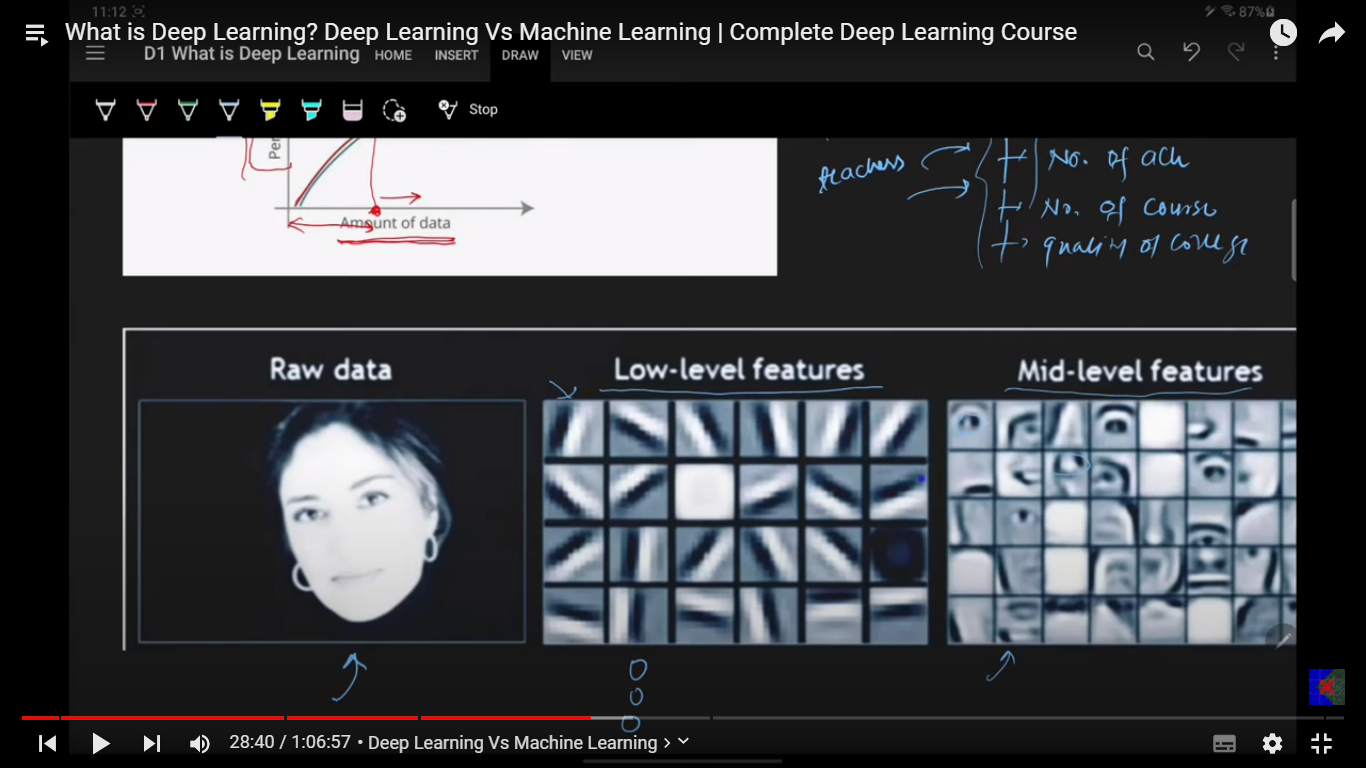 11:12
87%
What is Deep Learning? Deep Learning Vs Machine Learning | Complete Deep Learning Course
D1 What is Deep Learning HOME INSERT DRAW VIEW
Stop
Per
Amount of data
teachers
No. of ach
No. of Course
quality of college
Raw data
Low-level features
Mid-level features
28:40 / 1:06:57 • Deep Learning Vs Machine Learning >